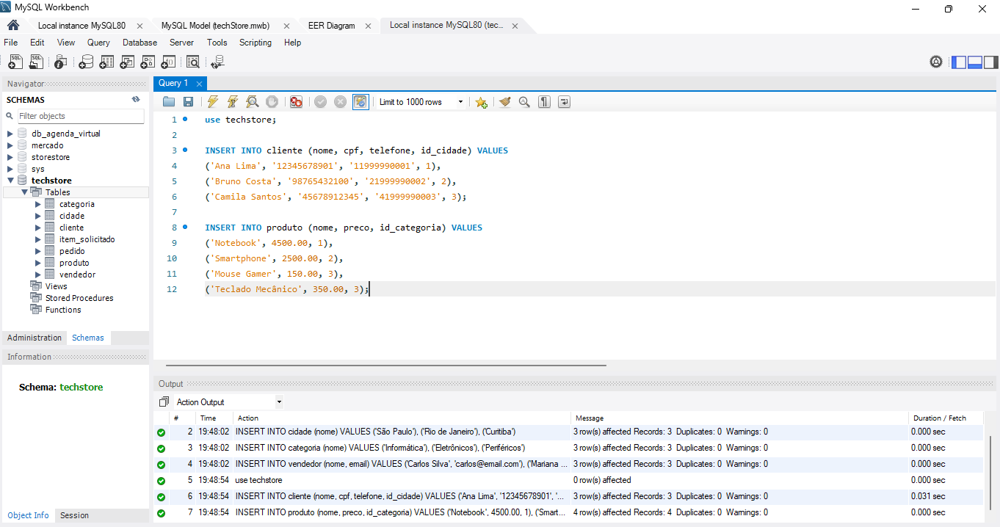 MySQL Workbench
Local instance MySQL80 × MySQL Model (techStore.mwb) × EER Diagram × Local instance MySQL80 (tec... ×
File Edit View Query Database Server Tools Scripting Help
Navigator
SCHEMAS
Filter objects
db_agenda_virtual
mercado
storestore
sys
techstore
Tables
categoria
cidade
cliente
item_solicitado
pedido
produto
vendedor
Views
Stored Procedures
Functions
Administration Schemas
Information
Schema: techstore
Object Info Session
Query 1 ×
Limit to 1000 rows
1 use techstore;
2
3 INSERT INTO cliente (nome, cpf, telefone, id_cidade) VALUES
4 ('Ana Lima', '12345678901', '11999990001', 1),
5 ('Bruno Costa', '98765432100', '21999990002', 2),
6 ('Camila Santos', '45678912345', '41999990003', 3);
7
8 INSERT INTO produto (nome, preco, id_categoria) VALUES
9 ('Notebook', 4500.00, 1),
10 ('Smartphone', 2500.00, 2),
11 ('Mouse Gamer', 150.00, 3),
12 ('Teclado Mecânico', 350.00, 3);
Output
Action Output
# Time Action Message Duration / Fetch
2 19:48:02 INSERT INTO cidade (nome) VALUES ('São Paulo'), ('Rio de Janeiro'), ('Curitiba') 3 row(s) affected Records: 3 Duplicates: 0 Warnings: 0 0.000 sec
3 19:48:02 INSERT INTO categoria (nome) VALUES ('Informática'), ('Eletrônicos'), ('Periféricos') 3 row(s) affected Records: 3 Duplicates: 0 Warnings: 0 0.000 sec
4 19:48:02 INSERT INTO vendedor (nome, email) VALUES ('Carlos Silva', 'carlos@email.com'), ('Mariana ... 3 row(s) affected Records: 3 Duplicates: 0 Warnings: 0 0.000 sec
5 19:48:54 use techstore 0 row(s) affected 0.000 sec
6 19:48:54 INSERT INTO cliente (nome, cpf, telefone, id_cidade) VALUES ('Ana Lima', '12345678901', '... 3 row(s) affected Records: 3 Duplicates: 0 Warnings: 0 0.031 sec
7 19:48:54 INSERT INTO produto (nome, preco, id_categoria) VALUES ('Notebook', 4500.00, 1), ('Smart... 4 row(s) affected Records: 4 Duplicates: 0 Warnings: 0 0.000 sec